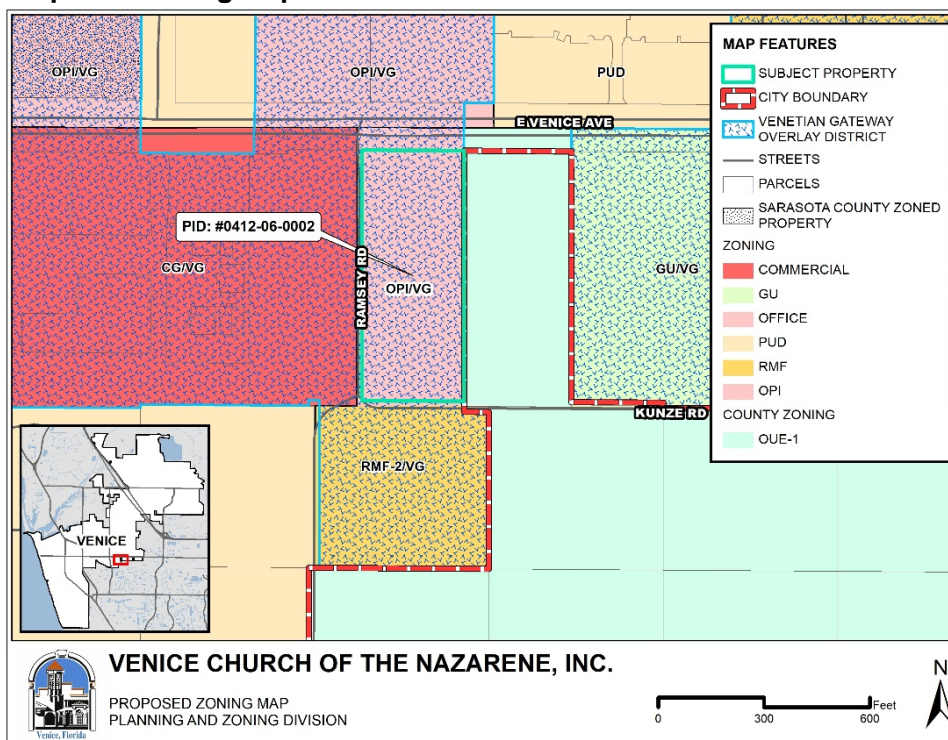 OPI/VG
OPI/VG
PUD
E VENICE AVE
PID: #0412-06-0002
CG/VG
RAMSEY RD
OPI/VG
GU/VG
KUNZE RD
RMF-2/VG
MAP FEATURES
SUBJECT PROPERTY
CITY BOUNDARY
VENETIAN GATEWAY
OVERLAY DISTRICT
STREETS
PARCELS
SARASOTA COUNTY ZONED
PROPERTY
ZONING
COMMERCIAL
GU
OFFICE
PUD
RMF
OPI
COUNTY ZONING
OUE-1
VENICE
Venice, Florida
VENICE CHURCH OF THE NAZARENE, INC.
PROPOSED ZONING MAP
PLANNING AND ZONING DIVISION
Feet
0 300 600
N